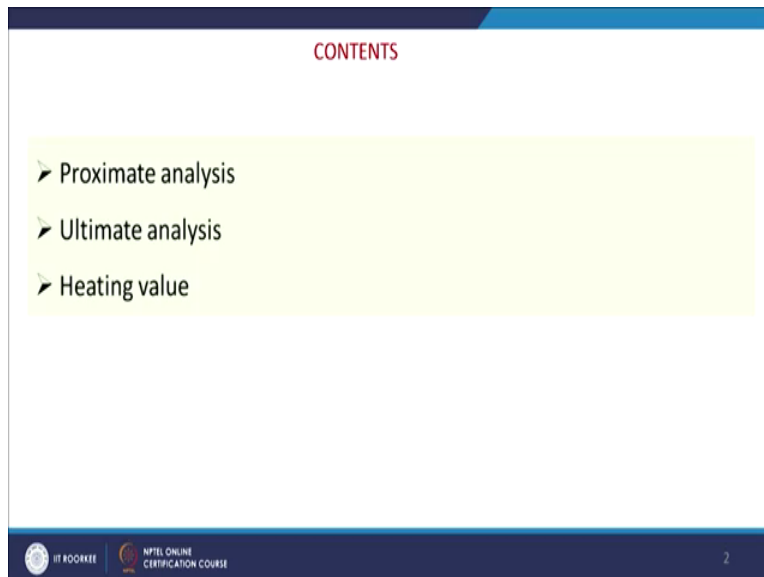 CONTENTS
➢ Proximate analysis
➢ Ultimate analysis
➢ Heating value
IIT ROORKEE
NPTEL ONLINE
CERTIFICATION COURSE
2